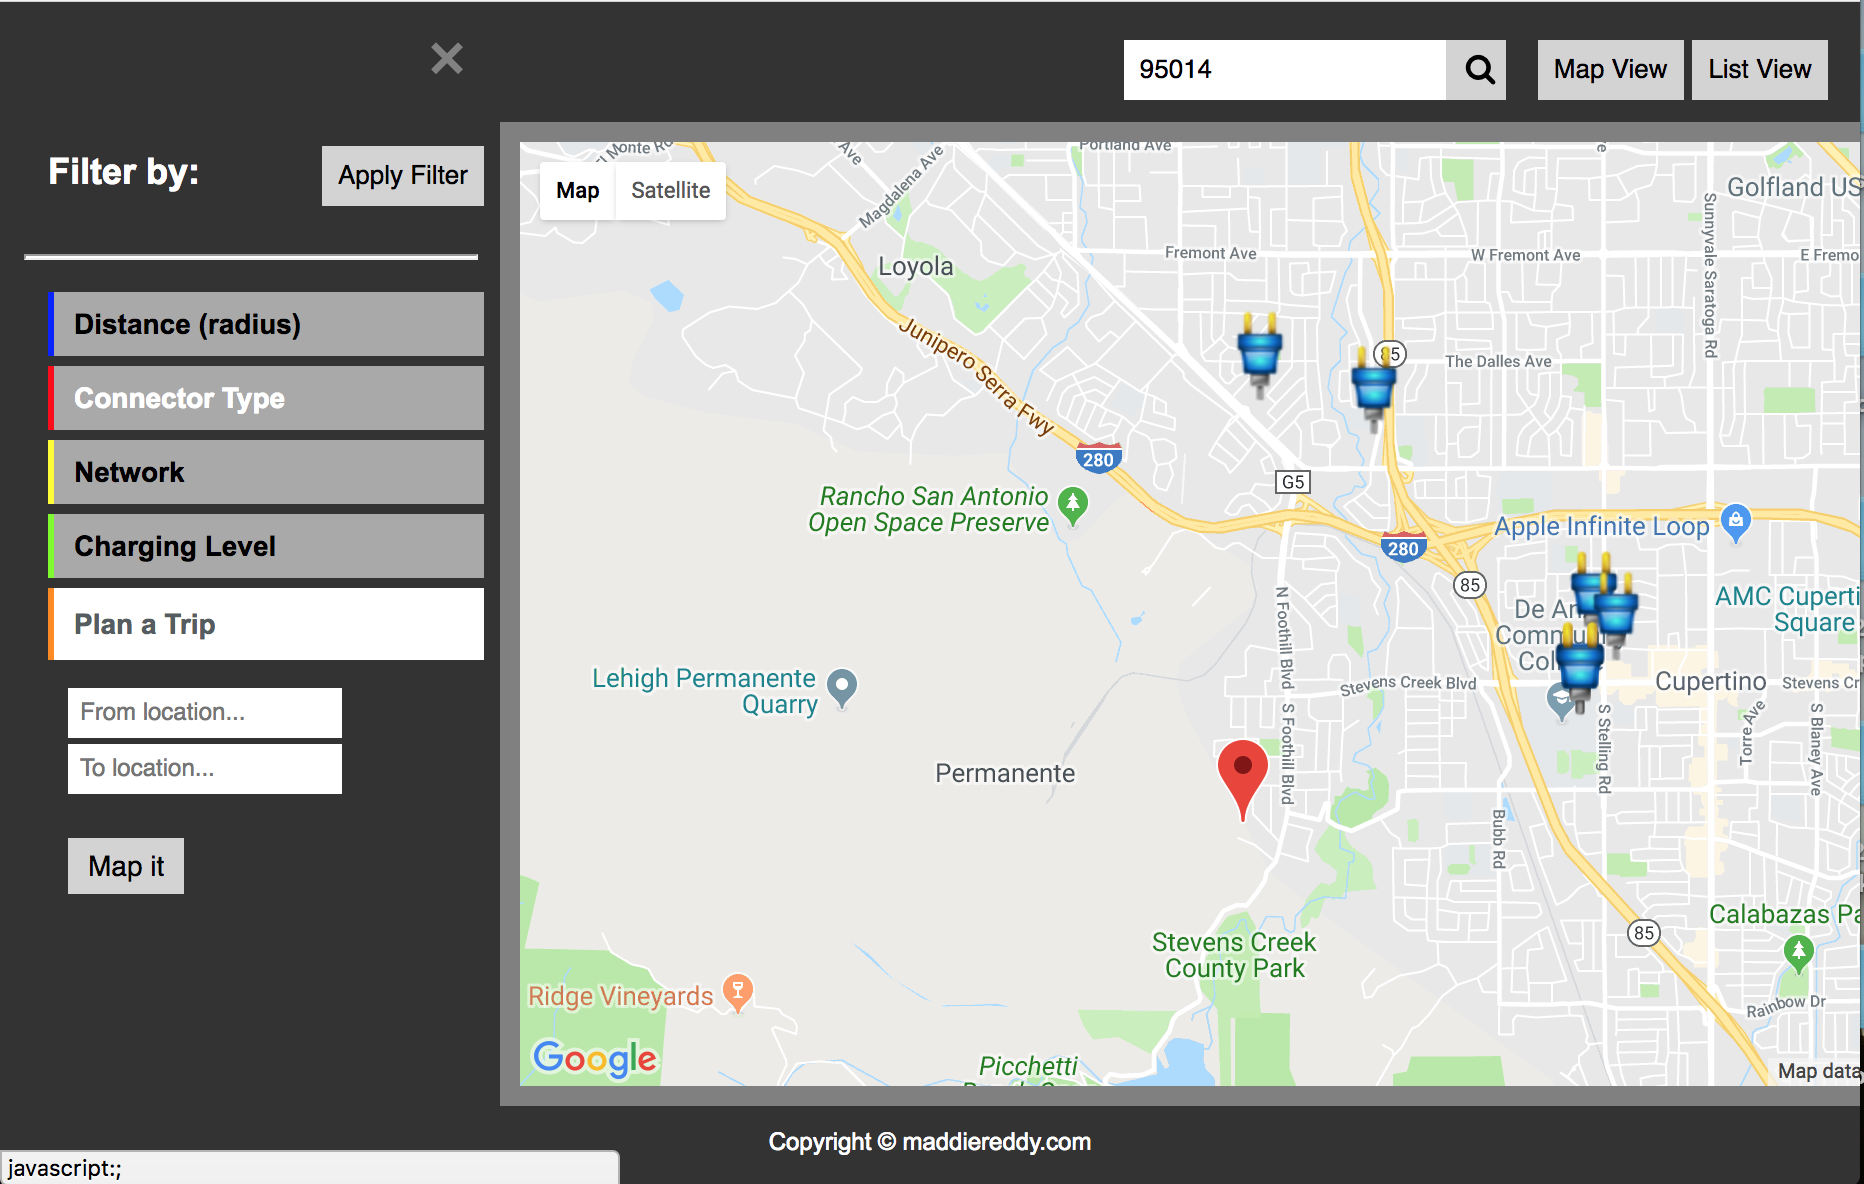 ×
95014
Map View
List View
Filter by:
Apply Filter
Distance (radius)
Connector Type
Network
Charging Level
Plan a Trip
From location...
To location...
Map it
Map
Satellite
Monte Rd
Ave
Magdalena Ave
Portland Ave
Golfland US
Sunnyvale Saratoga Rd
Fremont Ave
W Fremont Ave
E Fremo
Loyola
Junipero Serra Fwy
85
The Dalles Ave
280
G5
Rancho San Antonio
Open Space Preserve
Apple Infinite Loop
280
85
N Foothill Blvd
De An
Commun
Col
AMC Cuperti
Square
Lehigh Permanente
Quarry
Stevens Creek Blvd
Cupertino
Stevens Cr
S Foothill Blvd
S Stelling Rd
Torre Ave
S Blaney Ave
Permanente
Bubb Rd
Calabazas Pa
85
Stevens Creek
County Park
Ridge Vineyards
Rainbow Dr
Google
Picchetti
Map data
Copyright © maddiereddy.com
javascript:;